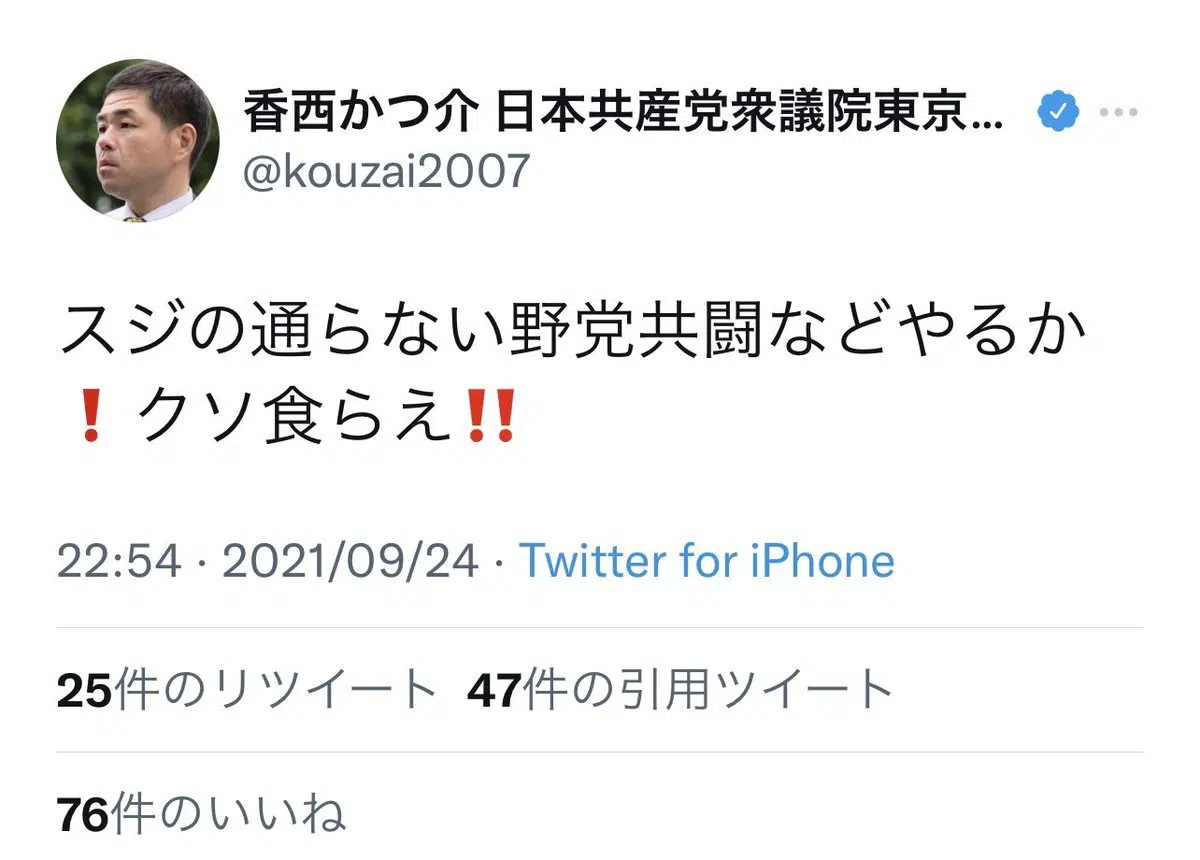 香西かつ介 日本共産党衆議院東京...
@kouzai2007
スジの通らない野党共闘などやるか
❗クソ食らえ‼️
22:54 · 2021/09/24 · Twitter for iPhone
25件のリツイート 47件の引用ツイート
76件のいいね